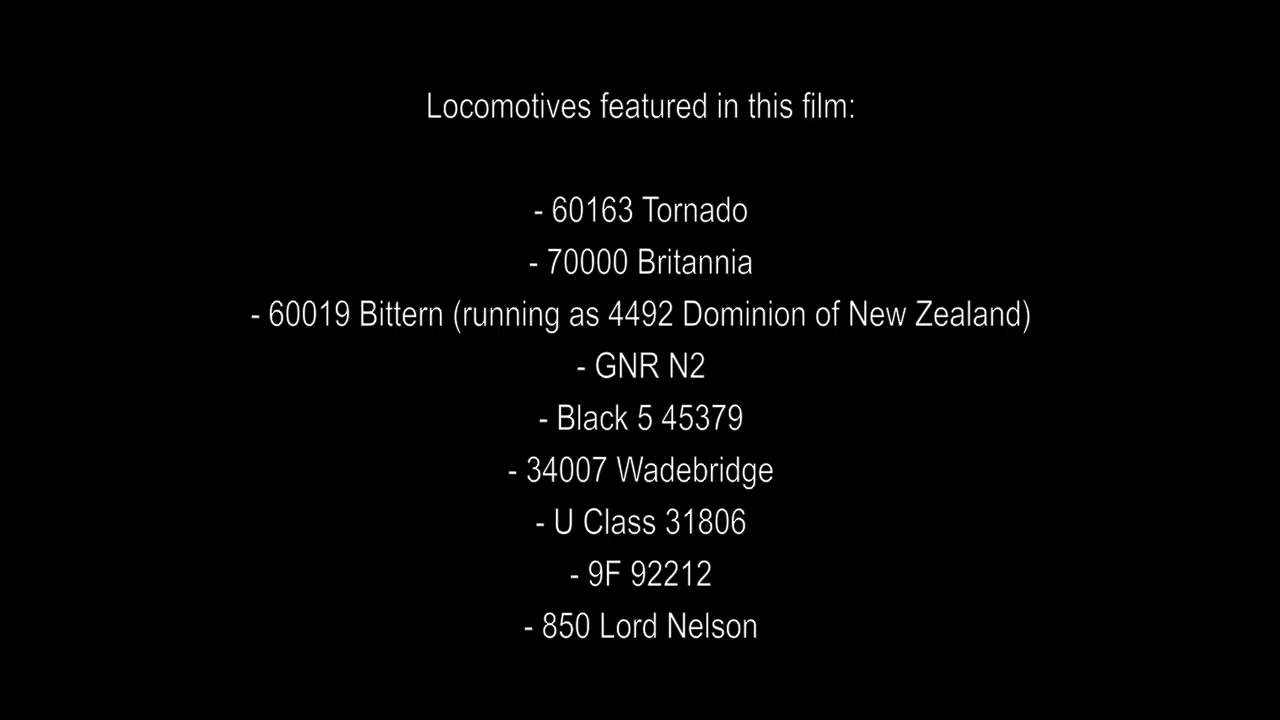 Locomotives featured in this film:
- 60163 Tornado
- 70000 Britannia
- 60019 Bittern (running as 4492 Dominion of New Zealand)
- GNR N2
- Black 5 45379
- 34007 Wadebridge
- U Class 31806
- 9F 92212
- 850 Lord Nelson